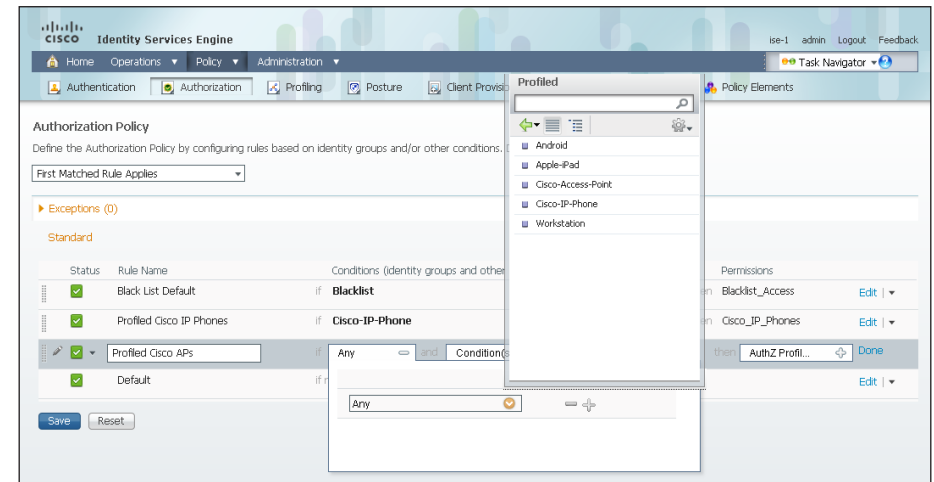 CISCO Identity Services Engine
ise-1 admin Logout Feedback
Home Operations Policy Administration
Task Navigator
Authentication Authorization Profiling Posture Client Provisi Policy Elements
Profiled
Authorization Policy
Define the Authorization Policy by configuring rules based on identity groups and/or other conditions.
First Matched Rule Applies
Android
Apple-iPad
Cisco-Access-Point
Cisco-IP-Phone
Workstation
Exceptions (0)
Standard
Status Rule Name Conditions (identity groups and other Permissions
Black List Default if Blacklist en Blacklist_Access Edit |
Profiled Cisco IP Phones if Cisco-IP-Phone en Cisco_IP_Phones Edit |
Profiled Cisco APs if Any and Condition(s then AuthZ Profil... Done
Default if Edit |
Any
Save Reset